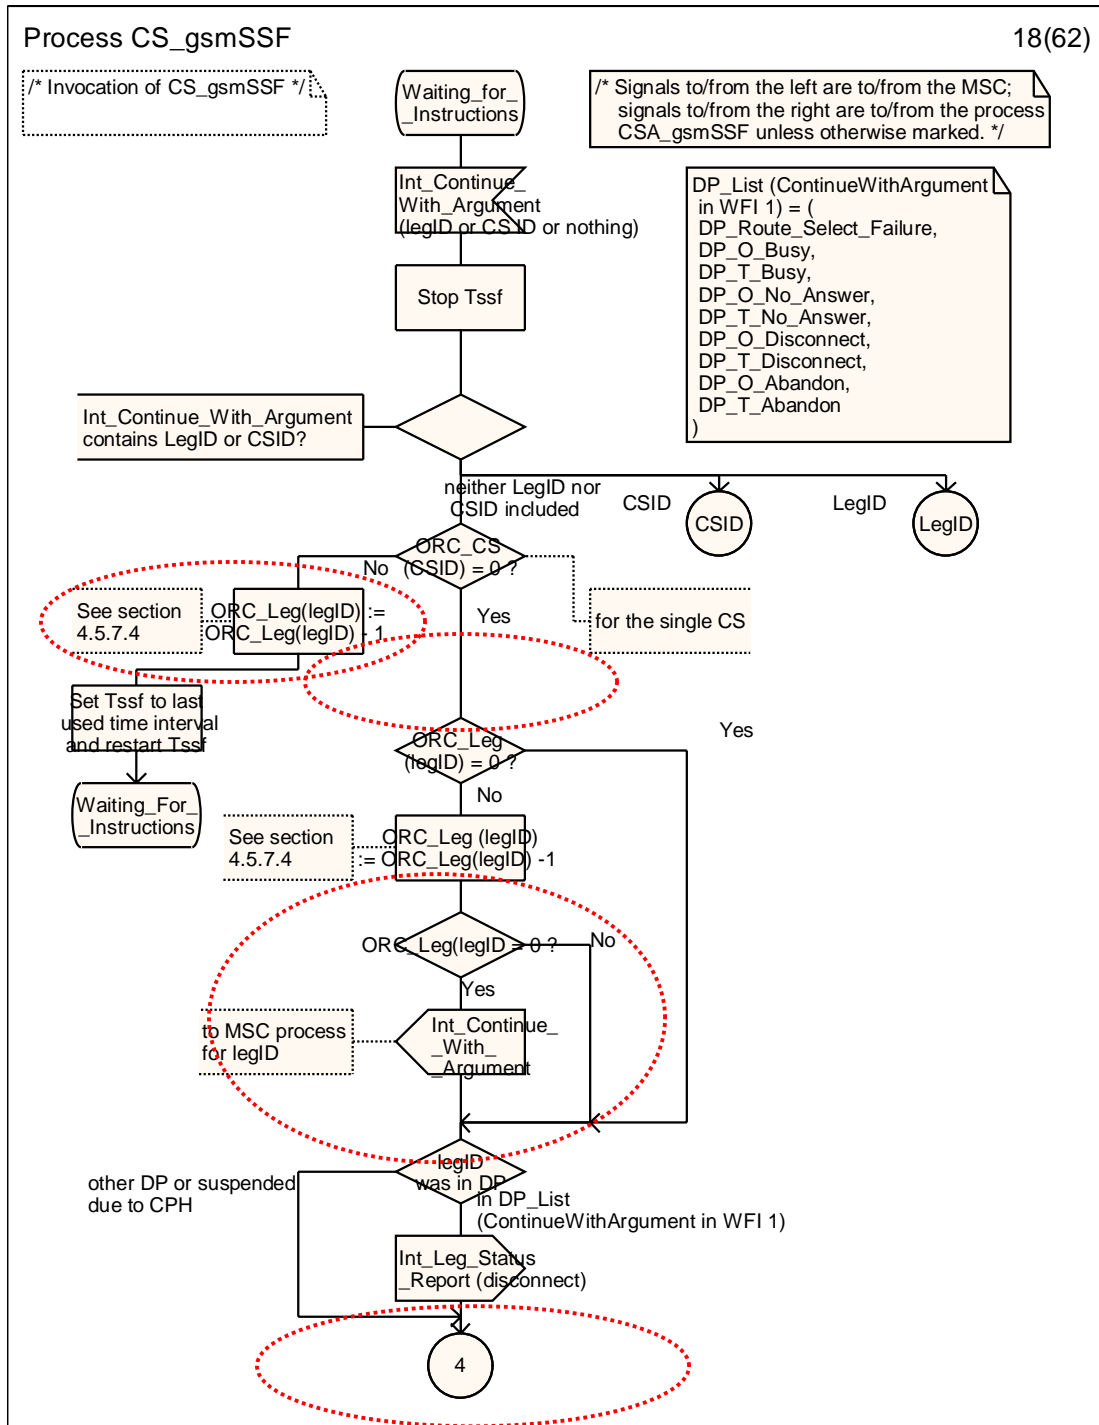 Process CS_gsmSSF
18(62)
/* Invocation of CS_gsmSSF */
Waiting_for_
_Instructions
/* Signals to/from the left are to/from the MSC;
signals to/from the right are to/from the process
CSA_gsmSSF unless otherwise marked. */
Int_Continue_
With_Argument
(legID or CS ID or nothing)
DP_List (ContinueWithArgument
in WFI 1) = (
DP_Route_Select_Failure,
DP_O_Busy,
DP_T_Busy,
DP_O_No_Answer,
DP_T_No_Answer,
DP_O_Disconnect,
DP_T_Disconnect,
DP_O_Abandon,
DP_T_Abandon
)
Stop Tssf
Int_Continue_With_Argument
contains LegID or CSID?
neither LegID nor
CSID included
CSID
CSID
LegID
LegID
ORC_CS
(CSID) = 0 ?
No
Yes
for the single CS
See section
4.5.7.4
ORC_Leg(legID) :=
ORC_Leg(legID) - 1
Set Tssf to last
used time interval
and restart Tssf
Waiting_For_
_Instructions
ORC_Leg
(legID) = 0 ?
Yes
No
See section
4.5.7.4
ORC_Leg (legID)
:= ORC_Leg(legID) -1
ORC_Leg(legID = 0 ?
No
Yes
to MSC process
for legID
Int_Continue_
_With_
_Argument
legID
was in DP
other DP or suspended
due to CPH
in DP_List
(ContinueWithArgument in WFI 1)
Int_Leg_Status
_Report (disconnect)
4